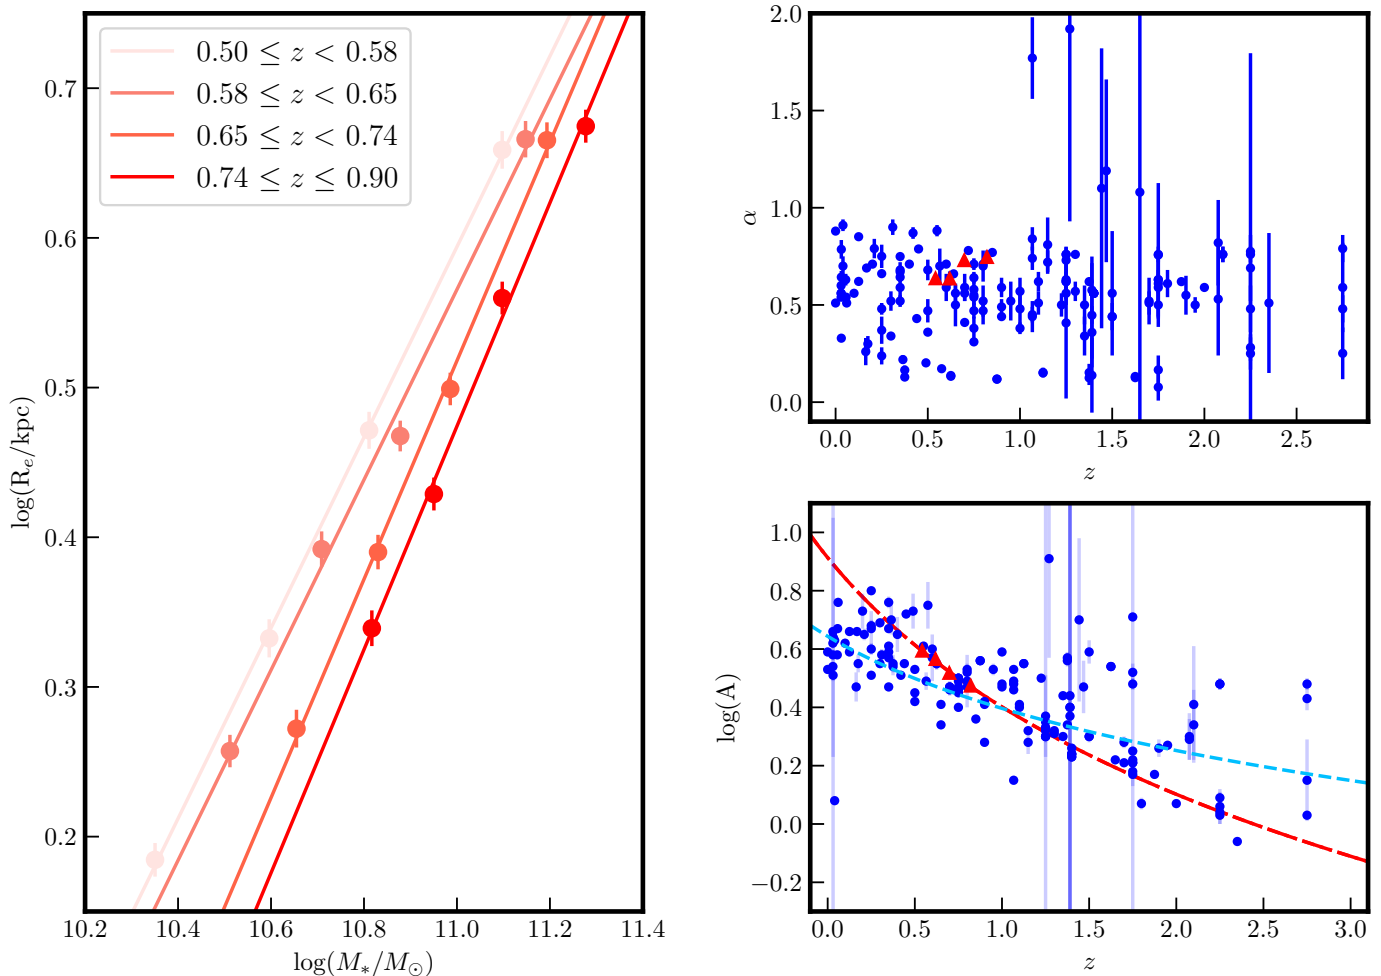 0.50 ≤ z < 0.58
0.58 ≤ z < 0.65
0.65 ≤ z < 0.74
0.74 ≤ z ≤ 0.90
0.7
0.6
0.5
0.4
0.3
0.2
log(Rₑ/kpc)
10.2 10.4 10.6 10.8 11.0 11.2 11.4
log(M∗/M⊙)
2.0
1.5
1.0
0.5
0.0
α
0.0 0.5 1.0 1.5 2.0 2.5
z
1.0
0.8
0.6
0.4
0.2
0.0
−0.2
log(A)
0.0 0.5 1.0 1.5 2.0 2.5 3.0
z